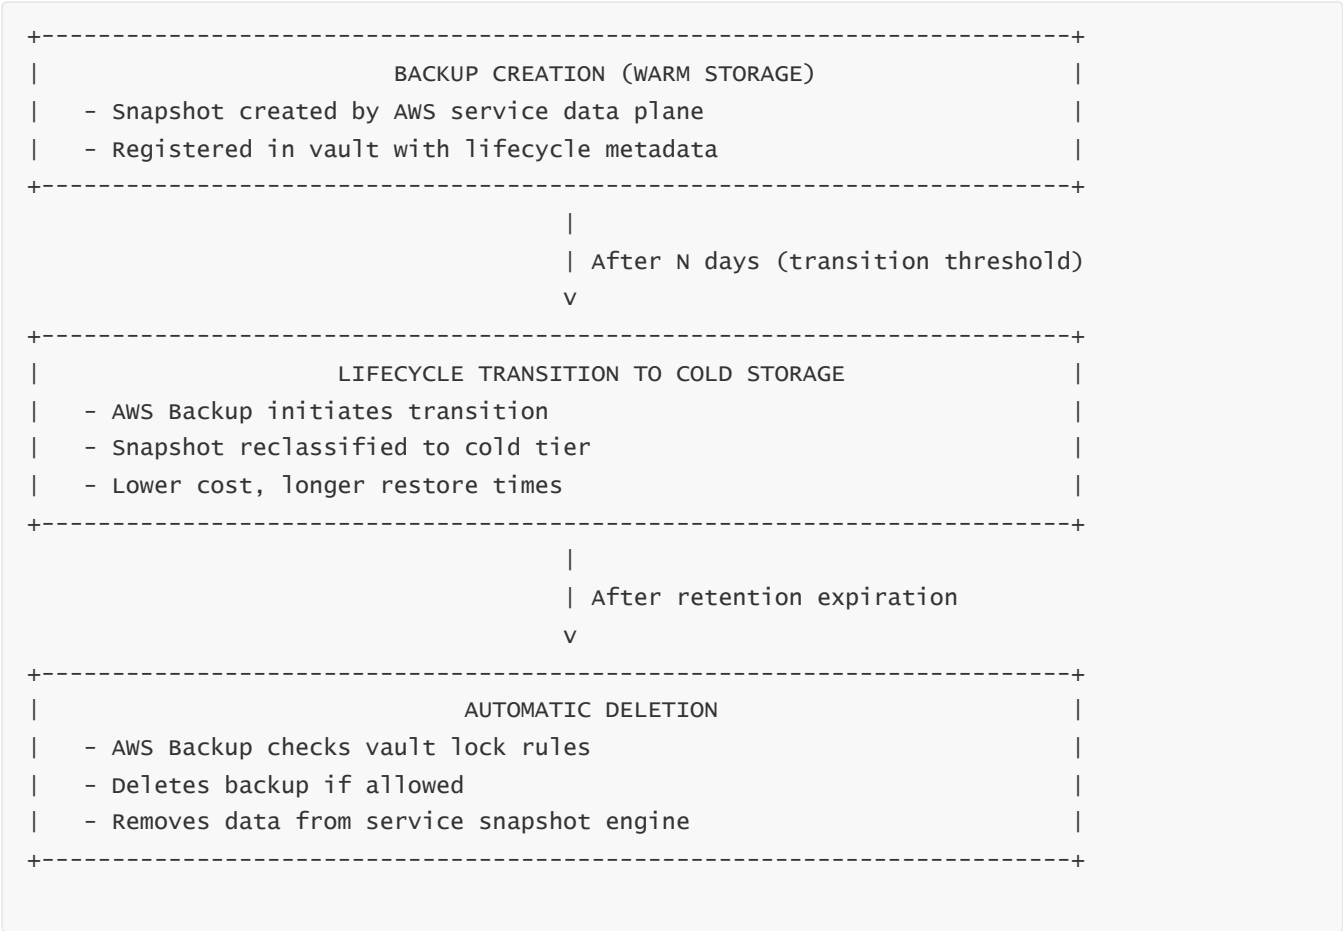 +-------------------------------------------------------------------------+
|                         BACKUP CREATION (WARM STORAGE)                  |
|   - Snapshot created by AWS service data plane                          |
|   - Registered in vault with lifecycle metadata                         |
+-------------------------------------------------------------------------+
                                      |
                                      | After N days (transition threshold)
                                      v
+-------------------------------------------------------------------------+
|                     LIFECYCLE TRANSITION TO COLD STORAGE                |
|   - AWS Backup initiates transition                                     |
|   - Snapshot reclassified to cold tier                                  |
|   - Lower cost, longer restore times                                    |
+-------------------------------------------------------------------------+
                                      |
                                      | After retention expiration
                                      v
+-------------------------------------------------------------------------+
|                              AUTOMATIC DELETION                         |
|   - AWS Backup checks vault lock rules                                  |
|   - Deletes backup if allowed                                           |
|   - Removes data from service snapshot engine                           |
+-------------------------------------------------------------------------+